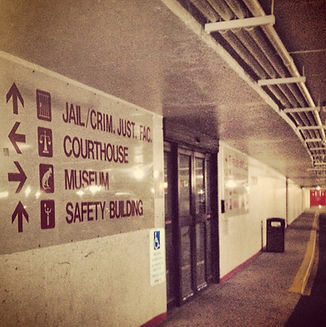 JAIL/CRIM. JUST. FAC.
COURTHOUSE
MUSEUM
SAFETY BUILDING